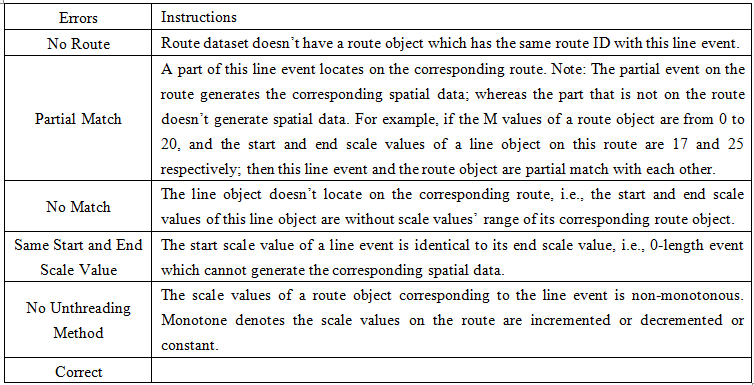 Errors Instructions
No Route Route dataset doesn’t have a route object which has the same route ID with this line event.
A part of this line event locates on the corresponding route. Note: The partial event on the
route generates the corresponding spatial data; whereas the part that is not on the route
Partial Match doesn’t generate spatial data. For example, if the M values of a route object are from 0 to
20, and the start and end scale values of a line object on this route are 17 and 25
respectively; then this line event and the route object are partial match with each other.
No Match The line object doesn’t locate on the corresponding route, i.e., the start and end scale
values of this line object are without scale values’ range of its corresponding route object.
Same Start and End The start scale value of a line event is identical to its end scale value, i.e., 0-length event
Scale Value which cannot generate the corresponding spatial data.
No Unthreading The scale values of a route object corresponding to the line event is non-monotonous.
Method Monotone denotes the scale values on the route are incremented or decremented or
constant.
Correct